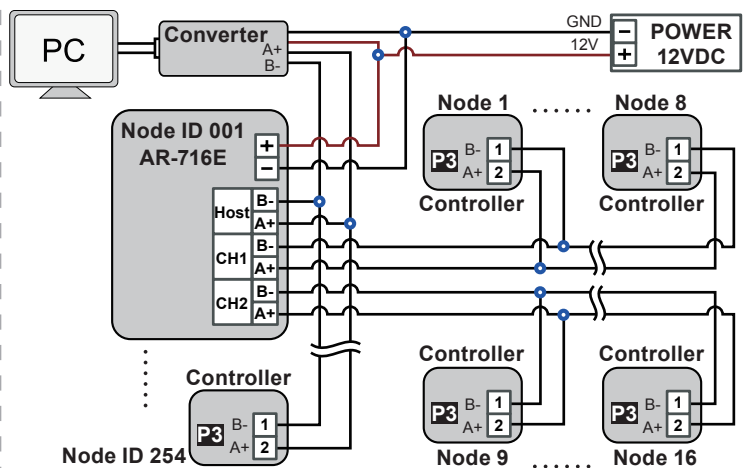 GND
POWER
12VDC
−
+
12V
PC
Converter
A+
B-
Node ID 001
AR-716E
+
−
Host
B-
A+
CH1
B-
A+
CH2
B-
A+
Node 1
......
Node 8
P3
B-
1
A+
2
Controller
P3
B-
1
A+
2
Controller
Controller
P3
B-
1
A+
2
Node 9
......
Controller
P3
B-
1
A+
2
Node 16
Controller
P3
B-
1
A+
2
Node ID 254